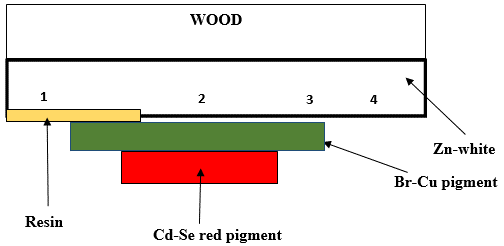 WOOD
1 2 3 4
Zn-white
Br-Cu pigment
Resin
Cd-Se red pigment